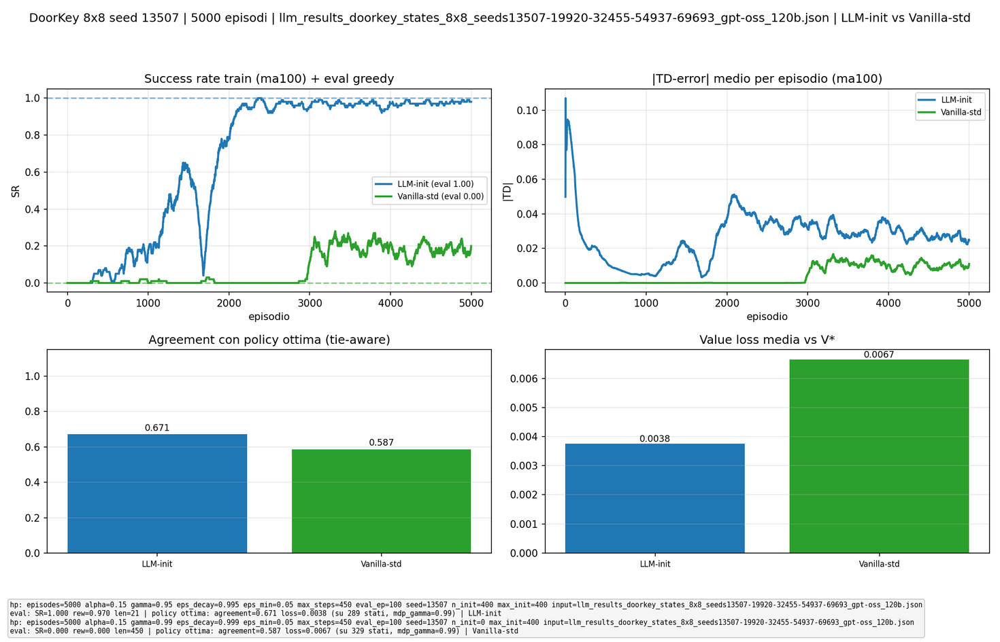 DoorKey 8x8 seed 13507 | 5000 episodi | llm_results_doorkey_states_8x8_seeds13507-19920-32455-54937-69693_gpt-oss_120b.json | LLM-init vs Vanilla-std
Success rate train (ma100) + eval greedy
1.0
0.8
0.6
0.4
0.2
0.0
SR
LLM-init (eval 1.00)
Vanilla-std (eval 0.00)
0 1000 2000 3000 4000 5000
episodio
|TD-error| medio per episodio (ma100)
0.10
0.08
0.06
0.04
0.02
0.00
|TD|
LLM-init
Vanilla-std
0 1000 2000 3000 4000 5000
episodio
Agreement con policy ottima (tie-aware)
1.0
0.8
0.6
0.4
0.2
0.0
0.671
0.587
LLM-init Vanilla-std
Value loss media vs V*
0.006
0.005
0.004
0.003
0.002
0.001
0.000
0.0038
0.0067
LLM-init Vanilla-std
hp: episodes=5000 alpha=0.15 gamma=0.95 eps_decay=0.995 eps_min=0.05 max_steps=450 eval_ep=100 seed=13507 n_init=400 max_init=400 input=llm_results_doorkey_states_8x8_seeds13507-19920-32455-54937-69693_gpt-oss_120b.json
eval: SR=1.000 rew=0.970 len=21 | policy ottima: agreement=0.671 loss=0.0038 (su 289 stati, mdp_gamma=0.99) | LLM-init
hp: episodes=5000 alpha=0.15 gamma=0.99 eps_decay=0.999 eps_min=0.05 max_steps=450 eval_ep=100 seed=13507 n_init=0 max_init=400 input=llm_results_doorkey_states_8x8_seeds13507-19920-32455-54937-69693_gpt-oss_120b.json
eval: SR=0.000 rew=0.000 len=450 | policy ottima: agreement=0.587 loss=0.0067 (su 329 stati, mdp_gamma=0.99) | Vanilla-std